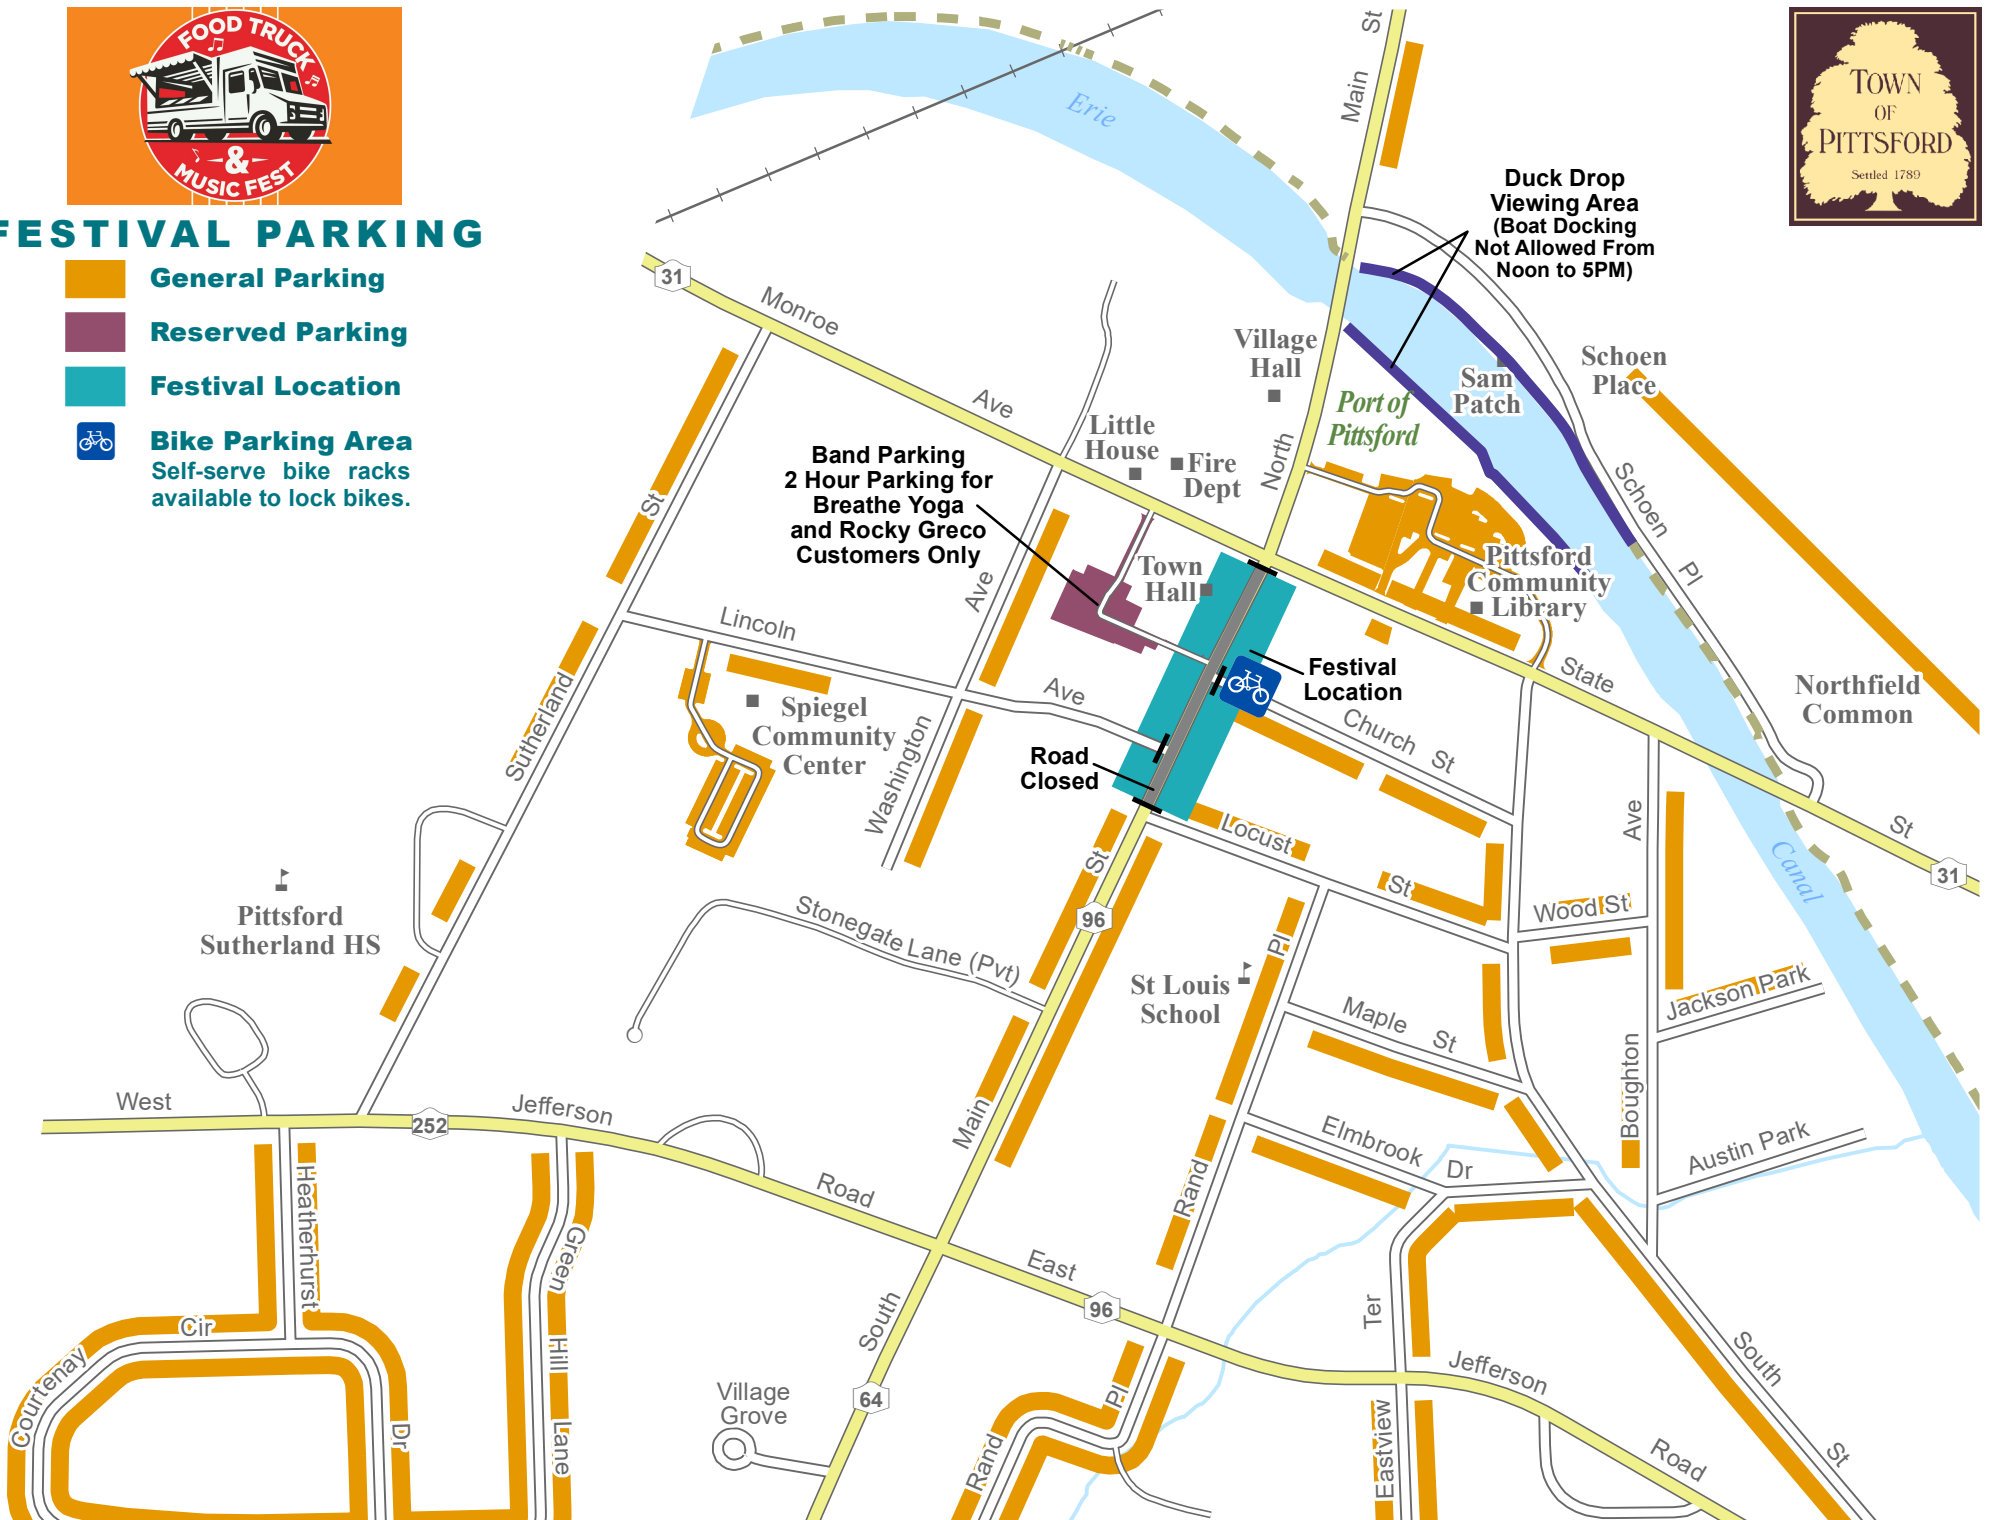 FOOD TRUCK
&
MUSIC FEST
FESTIVAL PARKING
General Parking
Reserved Parking
Festival Location
Bike Parking Area
Self-serve bike racks
available to lock bikes.
TOWN
OF
PITTSFORD
Settled 1789
Main
St
Erie
Duck Drop
Viewing Area
(Boat Docking
Not Allowed From
Noon to 5PM)
31
Monroe
Ave
Village
Hall
Port of
Pittsford
Sam
Patch
Schoen
Place
Little
House
Fire
Dept
North
Schoen
Pl
Band Parking
2 Hour Parking for
Breathe Yoga
and Rocky Greco
Customers Only
St
Town
Hall
Pittsford
Community
Library
Ave
Lincoln
Ave
Festival
Location
State
Northfield
Common
Sutherland
Spiegel
Community
Center
Washington
Church
St
Road
Closed
Locust
St
Ave
St
31
Canal
St
Pittsford
Sutherland HS
Stonegate Lane (Pvt)
96
Pl
Wood St
St Louis
School
Maple
St
Jackson Park
West
252
Jefferson
Main
Boughton
Elmbrook
Dr
Austin Park
Heatherhurst
Road
Rand
Green
East
96
Cir
South
Ter
Hill
Courtenay
Jefferson
South
Village
Grove
64
Pl
Dr
Lane
Rand
Eastview
Road
St